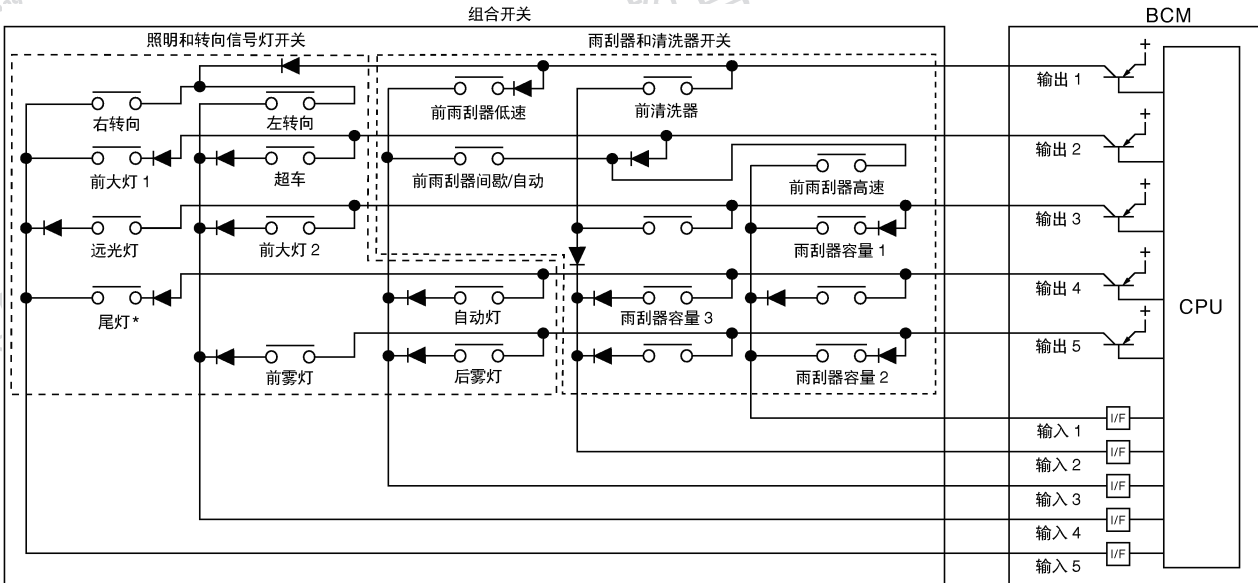 组合开关
BCM
照明和转向信号灯开关
雨刮器和清洗器开关
输出 1
右转向
左转向
前雨刮器低速
前清洗器
输出 2
前大灯 1
超车
前雨刮器间歇/自动
前雨刮器高速
输出 3
远光灯
前大灯 2
雨刮器容量 1
输出 4
尾灯*
自动灯
雨刮器容量 3
CPU
输出 5
前雾灯
后雾灯
雨刮器容量 2
输入 1
I/F
输入 2
I/F
输入 3
I/F
输入 4
I/F
输入 5
I/F
+
+
+
+
+